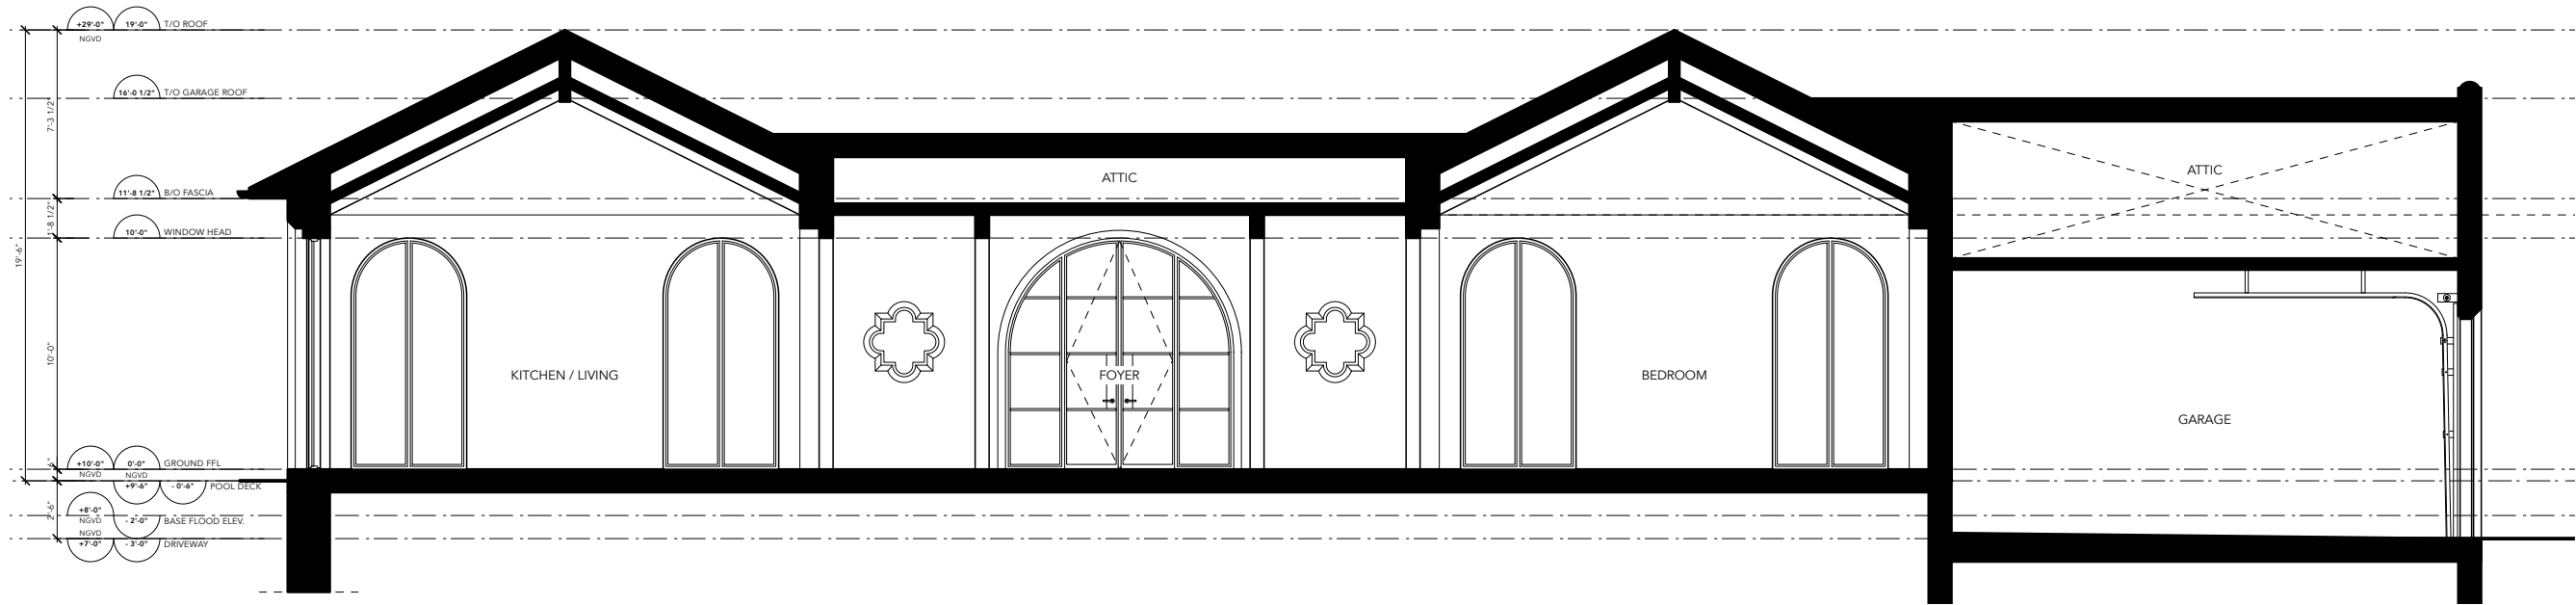 +29'-0" 19'-0" T/O ROOF
NGVD
16'-0 1/2" T/O GARAGE ROOF
7'-3 1/2"
ATTIC
ATTIC
11'-8 1/2" B/O FASCIA
1'-8 1/2"
10'-0" WINDOW HEAD
19'-6"
10'-0"
KITCHEN / LIVING
FOYER
BEDROOM
GARAGE
+10'-0" 0'-0" GROUND FFL
6"
NGVD NGVD
+9'-6" - 0'-6" POOL DECK
2'-6"
+8'-0"
NGVD - 2'-0" BASE FLOOD ELEV.
NGVD
+7'-0" - 3'-0" DRIVEWAY